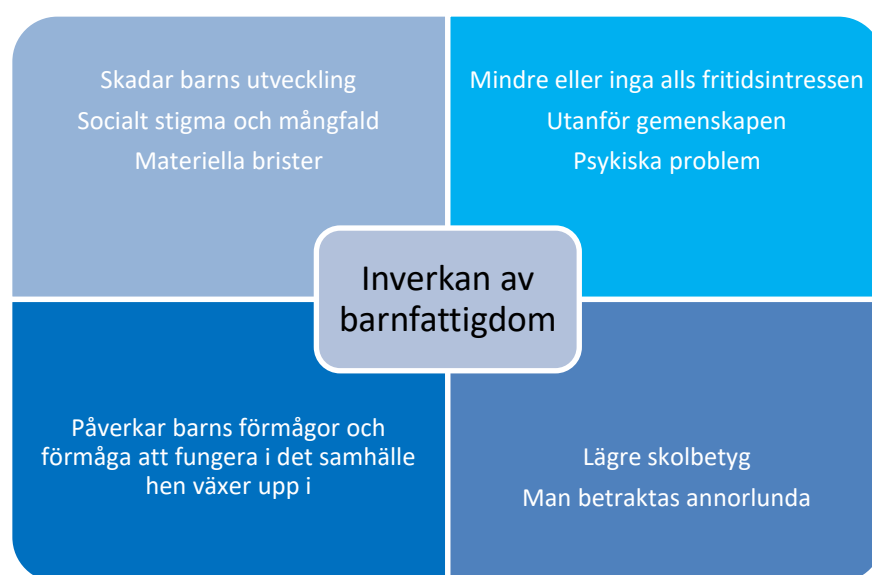 Skadar barns utveckling
Socialt stigma och mångfald
Materiella brister
Mindre eller inga alls fritidsintressen
Utanför gemenskapen
Psykiska problem
Inverkan av
barnfattigdom
Påverkar barns förmågor och
förmåga att fungera i det samhälle
hen växer upp i
Lägre skolbetyg
Man betraktas annorlunda